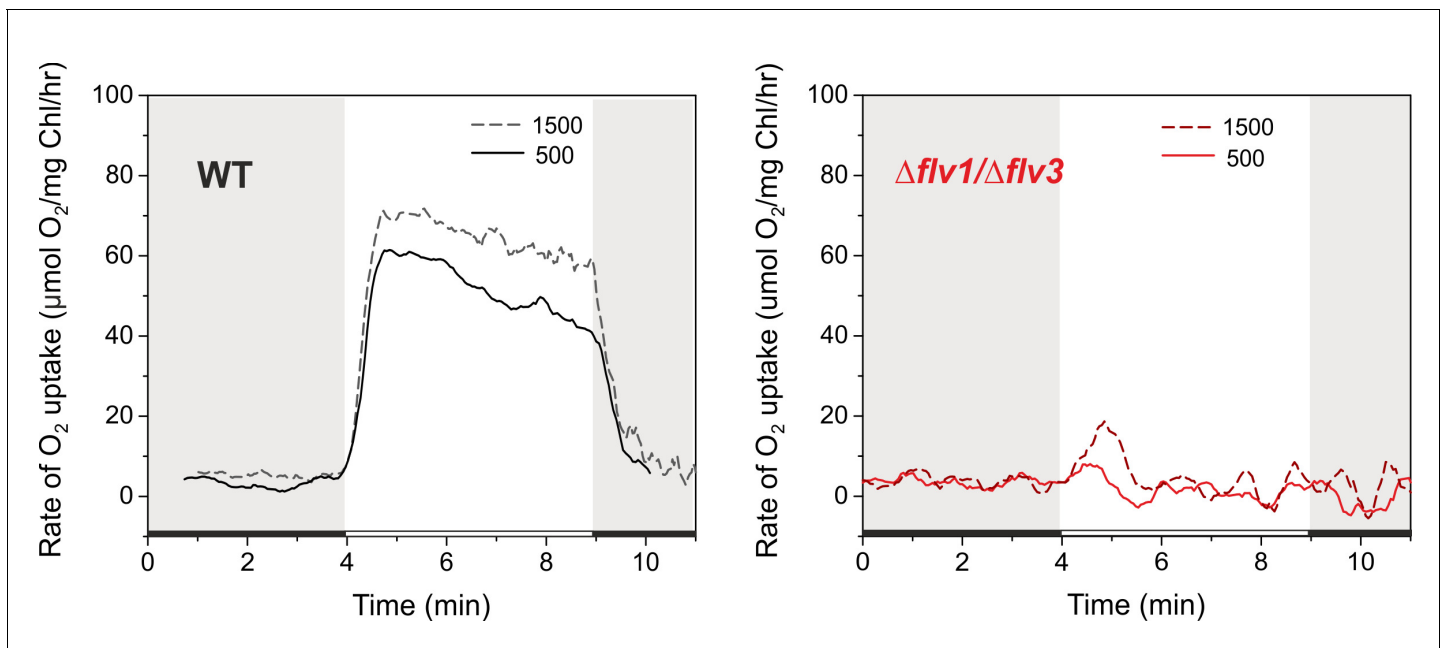 Rate of O₂ uptake (µmol O₂/mg Chl/hr)
100
80
60
40
20
0
WT
1500
500
0 2 4 6 8 10
Time (min)
Rate of O₂ uptake (umol O₂/mg Chl/hr)
100
80
60
40
20
0
Δflv1/Δflv3
1500
500
0 2 4 6 8 10
Time (min)